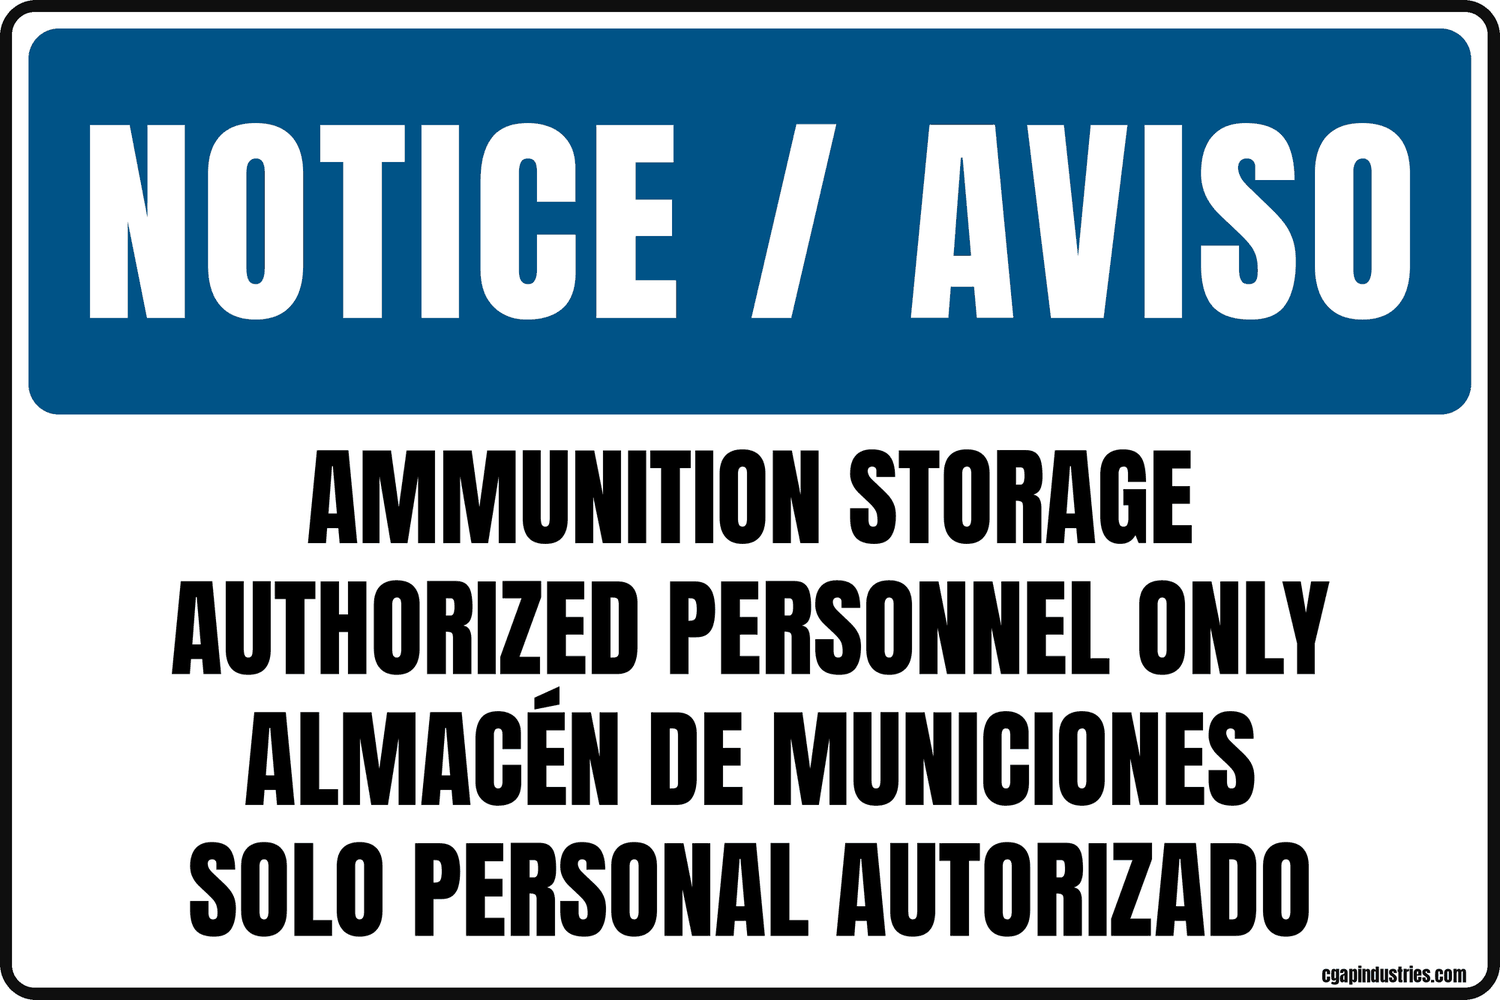 NOTICE / AVISO
AMMUNITION STORAGE
AUTHORIZED PERSONNEL ONLY
ALMACÉN DE MUNICIONES
SOLO PERSONAL AUTORIZADO
cgapindustries.com